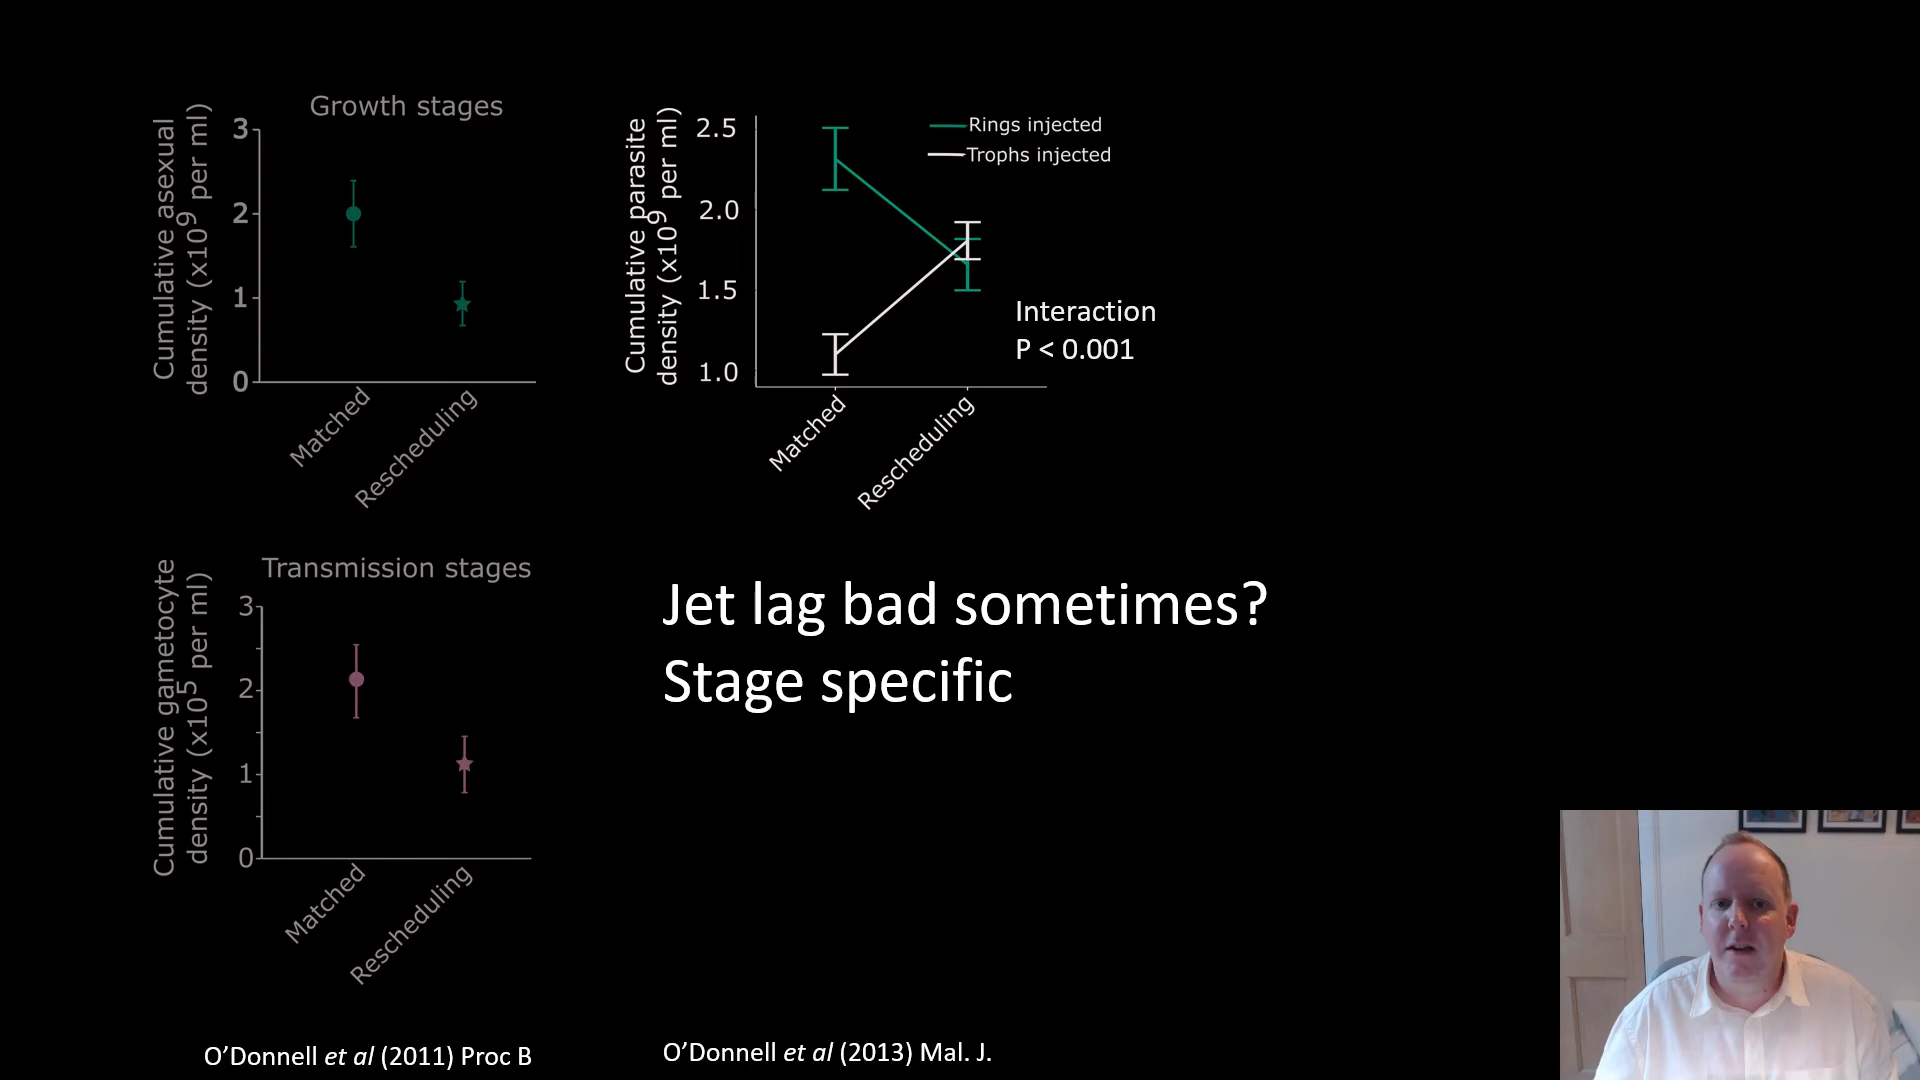 Growth stages
Cumulative asexual
density (x10⁹ per ml)
3
2
1
0
Matched
Rescheduling
Cumulative parasite
density (x10⁹ per ml)
2.5
2.0
1.5
1.0
Rings injected
Trophs injected
Interaction
P < 0.001
Matched
Rescheduling
Transmission stages
Cumulative gametocyte
density (x10⁵ per ml)
3
2
1
0
Matched
Rescheduling
Jet lag bad sometimes?
Stage specific
O’Donnell et al (2011) Proc B
O’Donnell et al (2013) Mal. J.